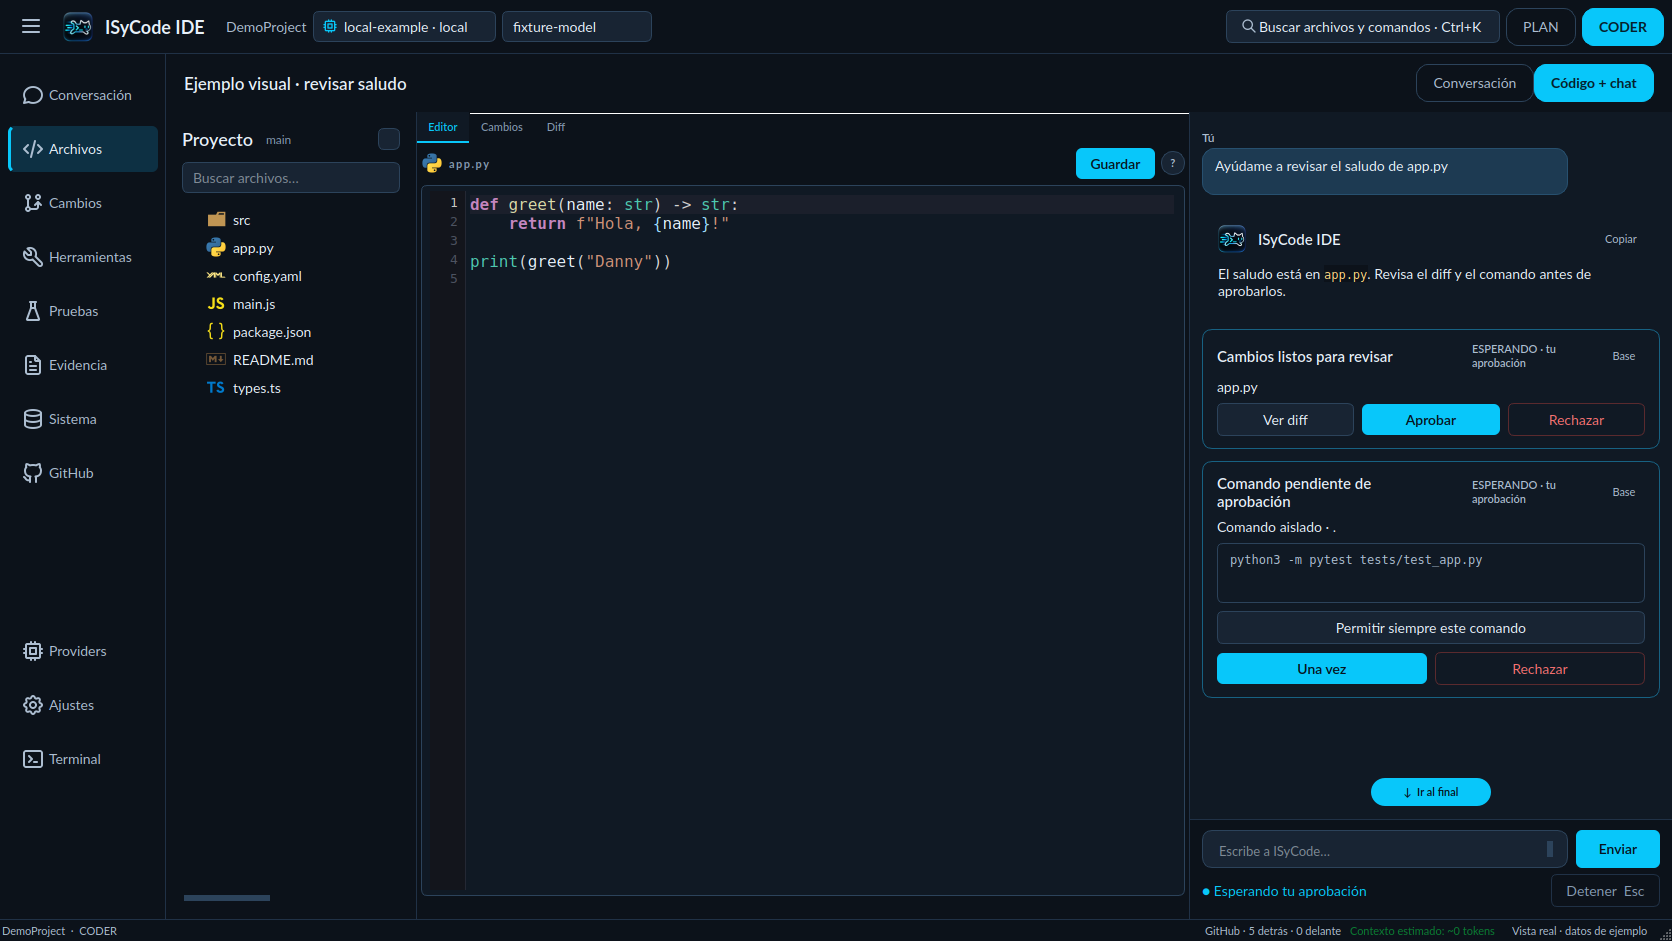 ISyCode IDE
DemoProject
local-example · local
fixture-model
Buscar archivos y comandos · Ctrl+K
PLAN
CODER
Conversación
Archivos
Cambios
Herramientas
Pruebas
Evidencia
Sistema
GitHub
Providers
Ajustes
Terminal
Ejemplo visual · revisar saludo
Conversación
Código + chat
Proyecto main
Buscar archivos...
src
app.py
YML config.yaml
JS main.js
{ } package.json
M↓ README.md
TS types.ts
Editor
Cambios
Diff
app.py
Guardar
?
1 def greet(name: str) -> str:
2 return f"Hola, {name}!"
3
4 print(greet("Danny"))
5
Tú
Ayúdame a revisar el saludo de app.py
ISyCode IDE
Copiar
El saludo está en app.py. Revisa el diff y el comando antes de
aprobarlos.
Cambios listos para revisar
ESPERANDO · tu
aprobación
Base
app.py
Ver diff
Aprobar
Rechazar
Comando pendiente de
aprobación
ESPERANDO · tu
aprobación
Base
Comando aislado · .
python3 -m pytest tests/test_app.py
Permitir siempre este comando
Una vez
Rechazar
↓ Ir al final
Escribe a ISyCode...
Enviar
● Esperando tu aprobación
Detener Esc
DemoProject · CODER
GitHub · 5 detrás · 0 delante
Contexto estimado: ~0 tokens
Vista real · datos de ejemplo